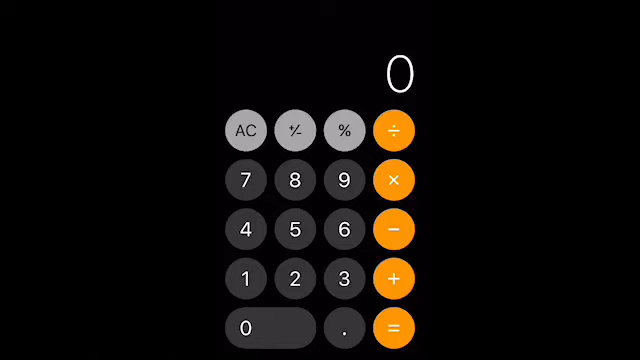 0
AC +/- % ÷
7 8 9 ×
4 5 6 −
1 2 3 +
0 . =